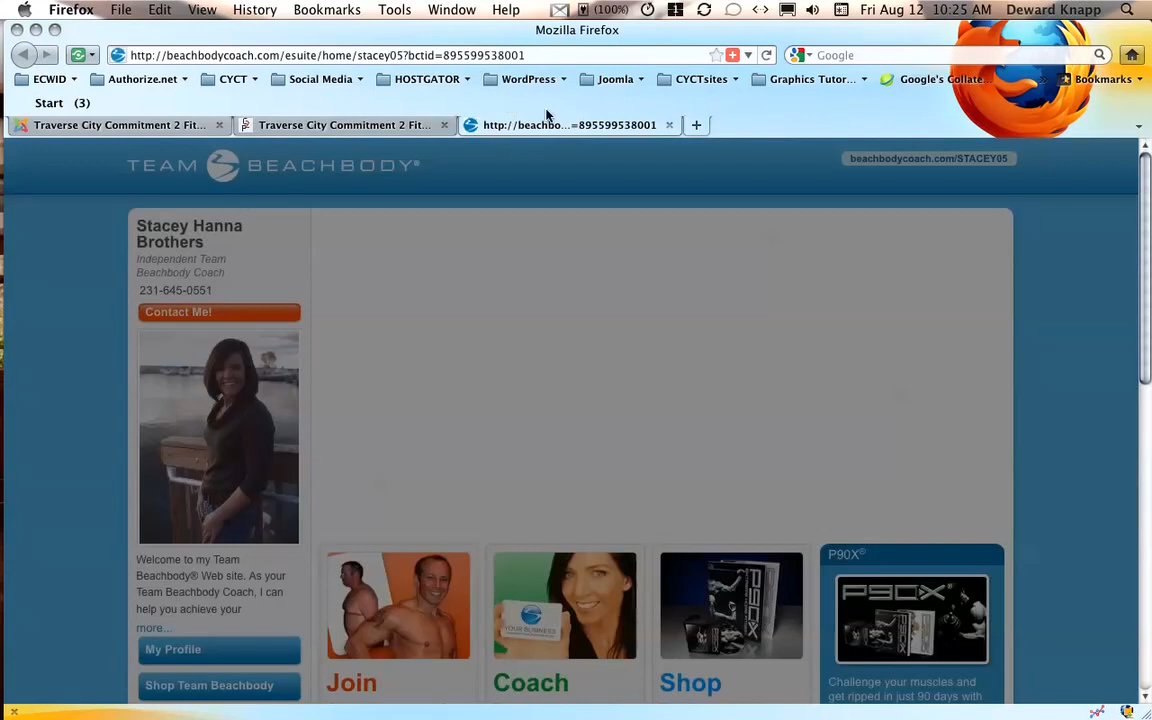 Firefox File Edit View History Bookmarks Tools Window Help (100%) Fri Aug 12 10:25 AM Deward Knapp
Mozilla Firefox
http://beachbodycoach.com/esuite/home/stacey05?bctid=895599538001
Google
ECWID Authorize.net CYCT Social Media HOSTGATOR WordPress Joomla CYCTsites Graphics Tutor... Google's Collate... » Bookmarks
Start (3)
Traverse City Commitment 2 Fit... Traverse City Commitment 2 Fit... http://beachbo...=895599538001
TEAM BEACHBODY®
beachbodycoach.com/STACEY05
Stacey Hanna
Brothers
Independent Team
Beachbody Coach
231-645-0551
Contact Me!
Welcome to my Team
Beachbody® Web site. As your
Team Beachbody Coach, I can
help you achieve your
more...
My Profile
Shop Team Beachbody
Join
YOUR BUSINESS
Coach
P90X
Shop
P90X®
P90X
Challenge your muscles and
get ripped in just 90 days with